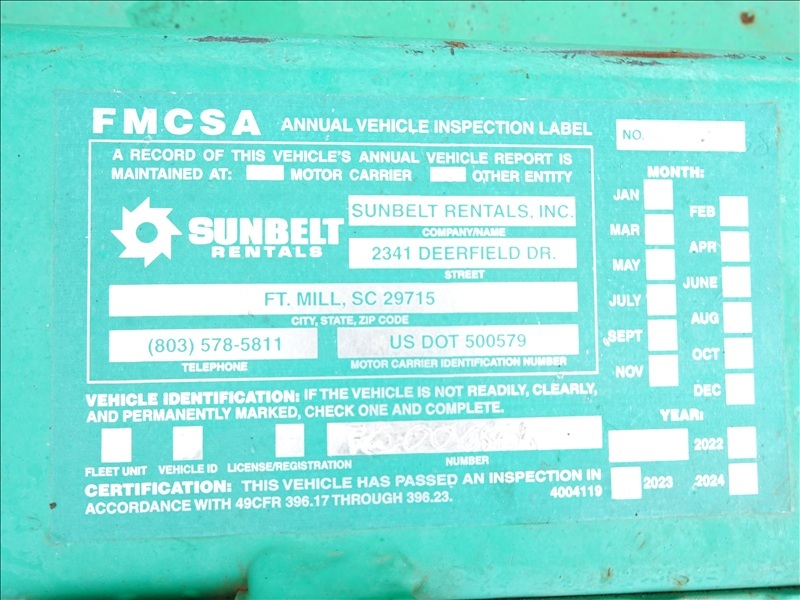 FMCSA ANNUAL VEHICLE INSPECTION LABEL
NO.
A RECORD OF THIS VEHICLE'S ANNUAL VEHICLE REPORT IS
MAINTAINED AT: MOTOR CARRIER OTHER ENTITY
SUNBELT
RENTALS
SUNBELT RENTALS, INC.
COMPANY/NAME
2341 DEERFIELD DR.
STREET
FT. MILL, SC 29715
CITY, STATE, ZIP CODE
(803) 578-5811
TELEPHONE
US DOT 500579
MOTOR CARRIER IDENTIFICATION NUMBER
MONTH:
JAN
FEB
MAR
APR
MAY
JUNE
JULY
AUG
SEPT
OCT
NOV
DEC
VEHICLE IDENTIFICATION: IF THE VEHICLE IS NOT READILY, CLEARLY,
AND PERMANENTLY MARKED, CHECK ONE AND COMPLETE.
FLEET UNIT VEHICLE ID LICENSE/REGISTRATION NUMBER
YEAR:
2022
2023 2024
CERTIFICATION: THIS VEHICLE HAS PASSED AN INSPECTION IN
ACCORDANCE WITH 49CFR 396.17 THROUGH 396.23.
4004119